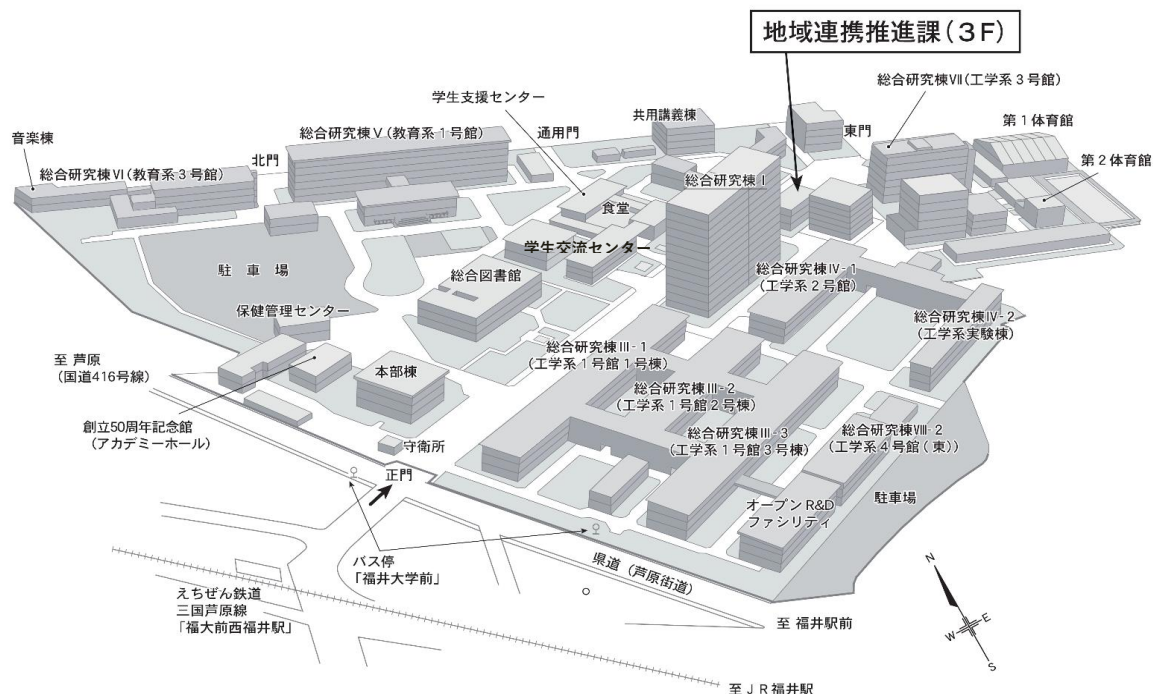 地域連携推進課(3F)
総合研究棟Ⅶ(工学系3号館)
学生支援センター
共用講義棟
東門
第1体育館
音楽棟
総合研究棟Ⅴ(教育系1号館)
通用門
北門
第2体育館
総合研究棟Ⅵ(教育系3号館)
総合研究棟Ⅰ
食堂
学生交流センター
駐車場
総合図書館
総合研究棟Ⅳ-1
(工学系2号館)
保健管理センター
総合研究棟Ⅳ-2
(工学系実験棟)
総合研究棟Ⅲ-1
(工学系1号館1号棟)
至 芦原
(国道416号線)
本部棟
総合研究棟Ⅲ-2
(工学系1号館2号棟)
創立50周年記念館
(アカデミーホール)
総合研究棟Ⅲ-3
(工学系1号館3号棟)
総合研究棟Ⅷ-2
(工学系4号館(東))
守衛所
正門
駐車場
オープンR&D
ファシリティ
バス停
「福井大学前」
県道(芦原街道)
えちぜん鉄道
三国芦原線
「福大前西福井駅」
至 福井駅前
至 JR福井駅
N
W
E
S